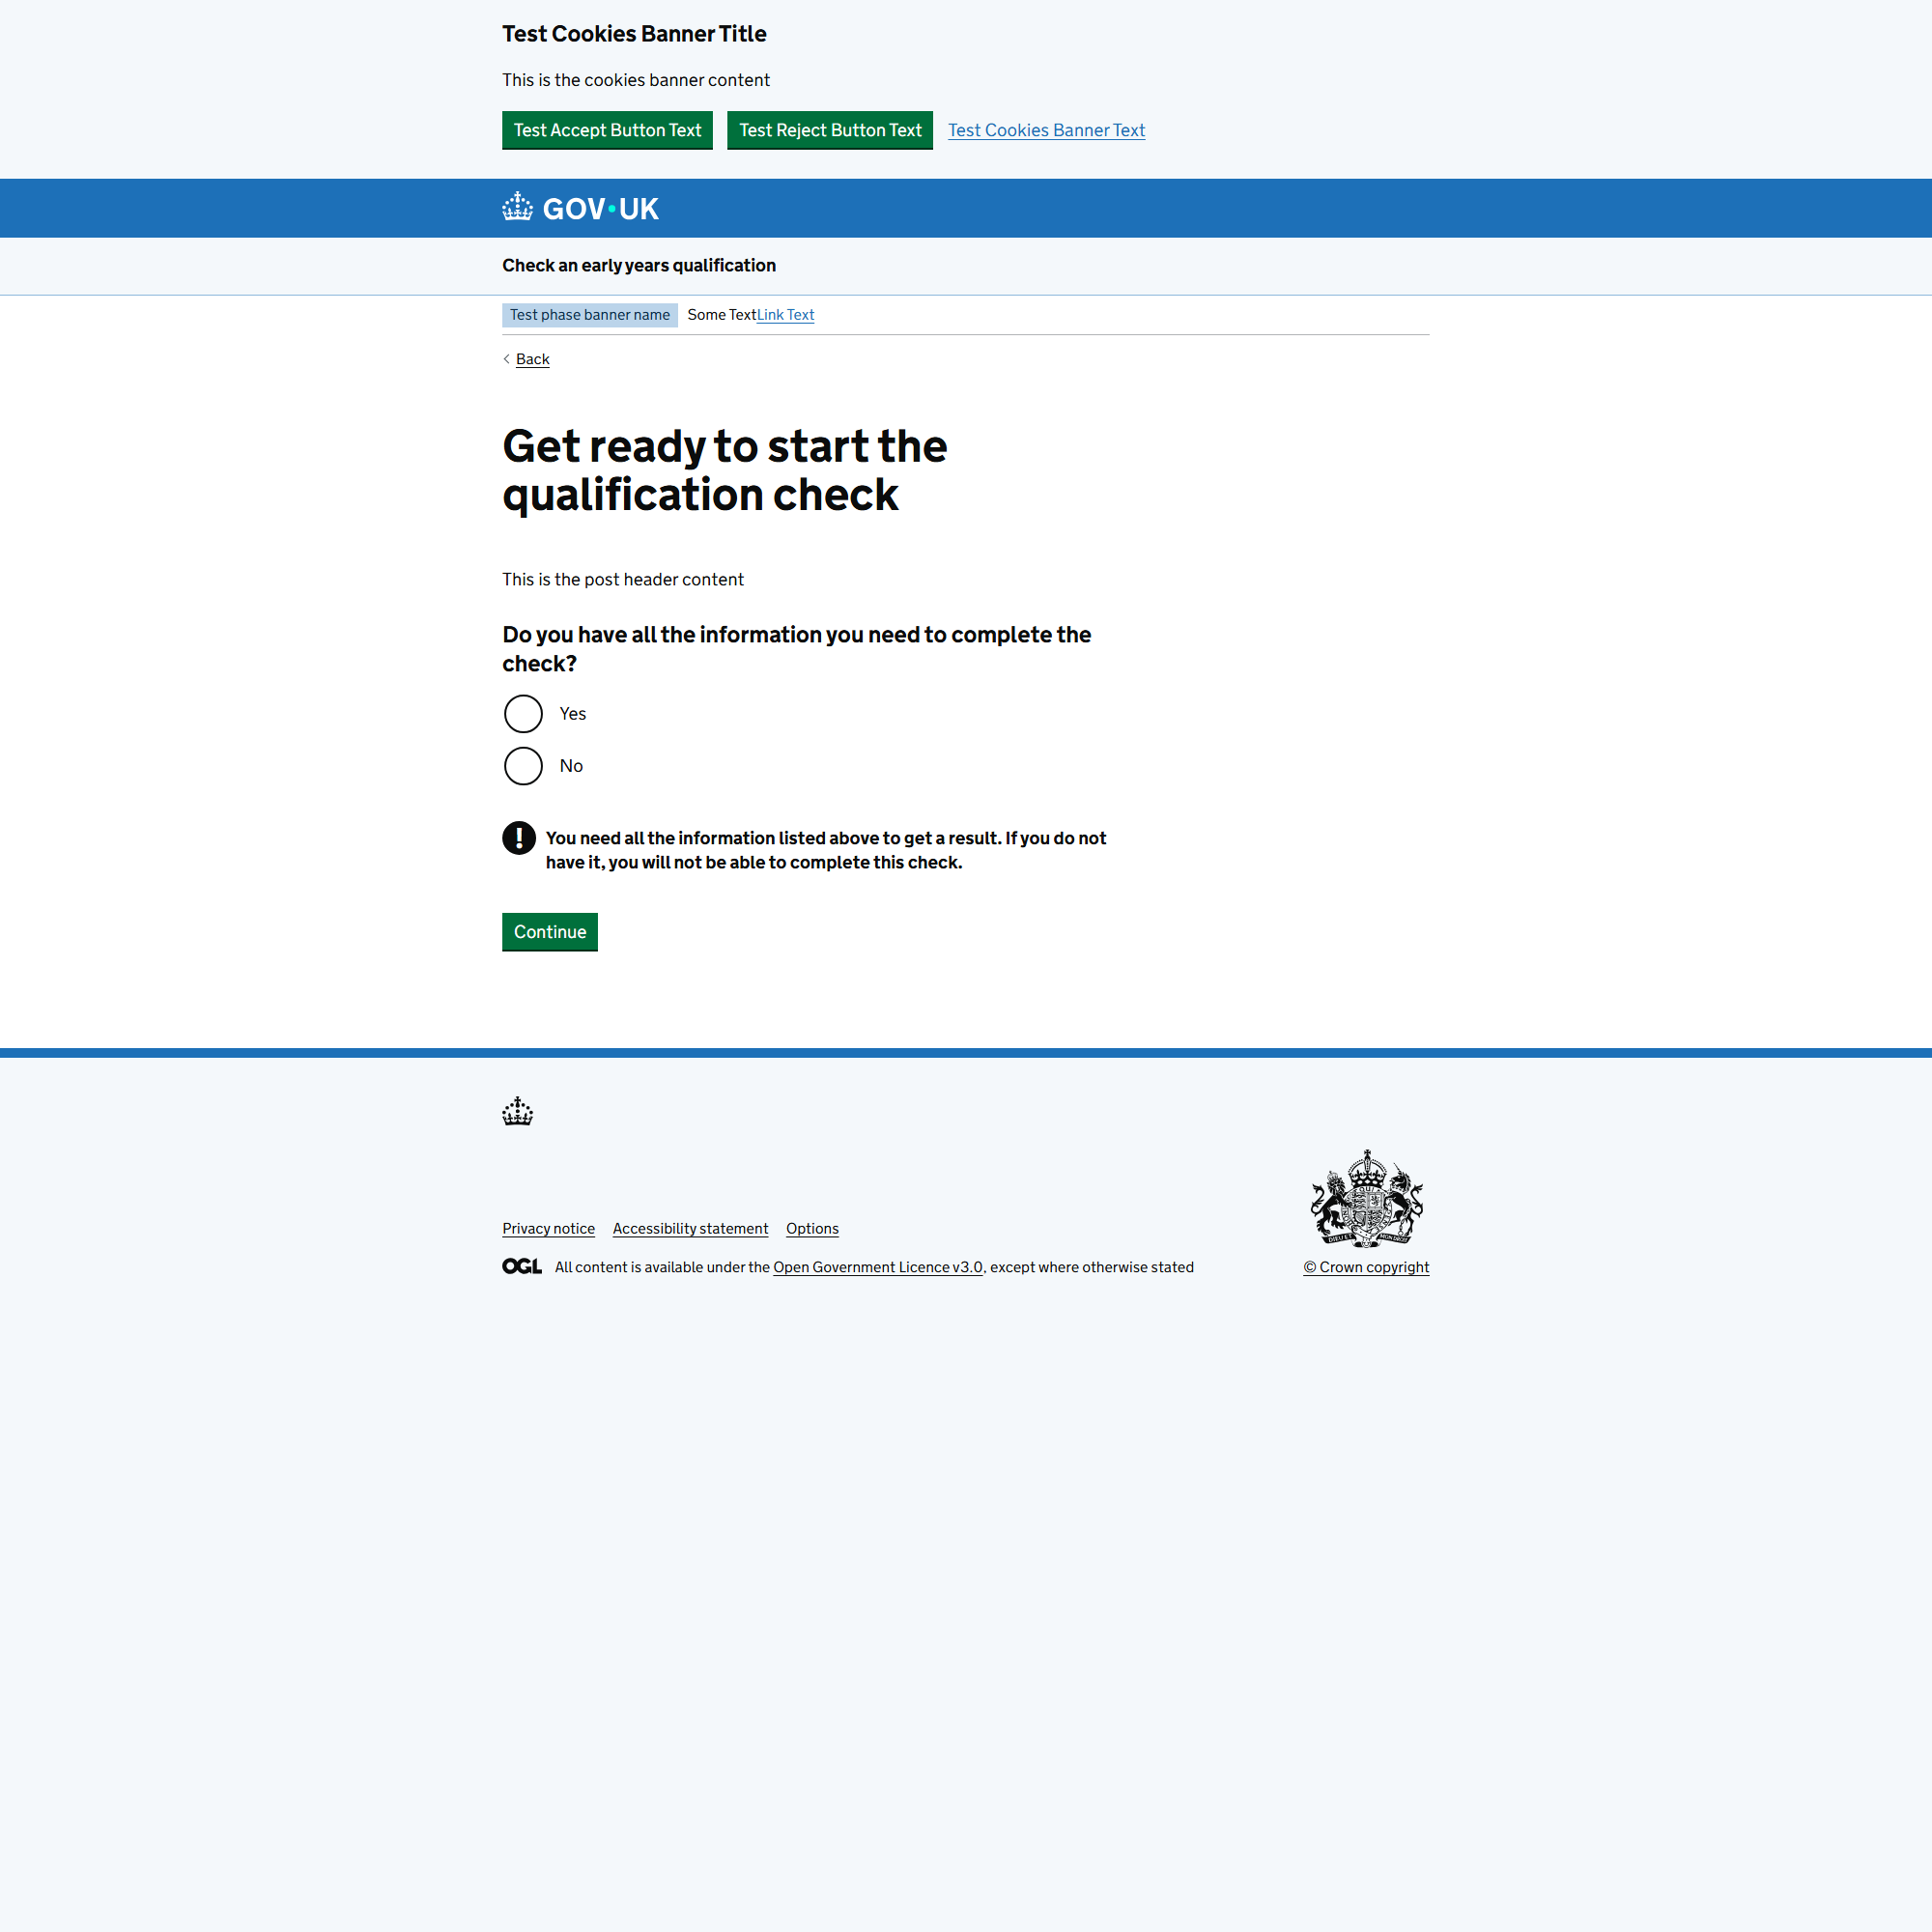 Test Cookies Banner Title
This is the cookies banner content
Test Accept Button Text Test Reject Button Text Test Cookies Banner Text
GOV·UK
Check an early years qualification
Test phase banner name Some TextLink Text
Back
Get ready to start the
qualification check
This is the post header content
Do you have all the information you need to complete the
check?
Yes
No
! You need all the information listed above to get a result. If you do not
have it, you will not be able to complete this check.
Continue
Privacy notice Accessibility statement Options
OGL All content is available under the Open Government Licence v3.0, except where otherwise stated
© Crown copyright